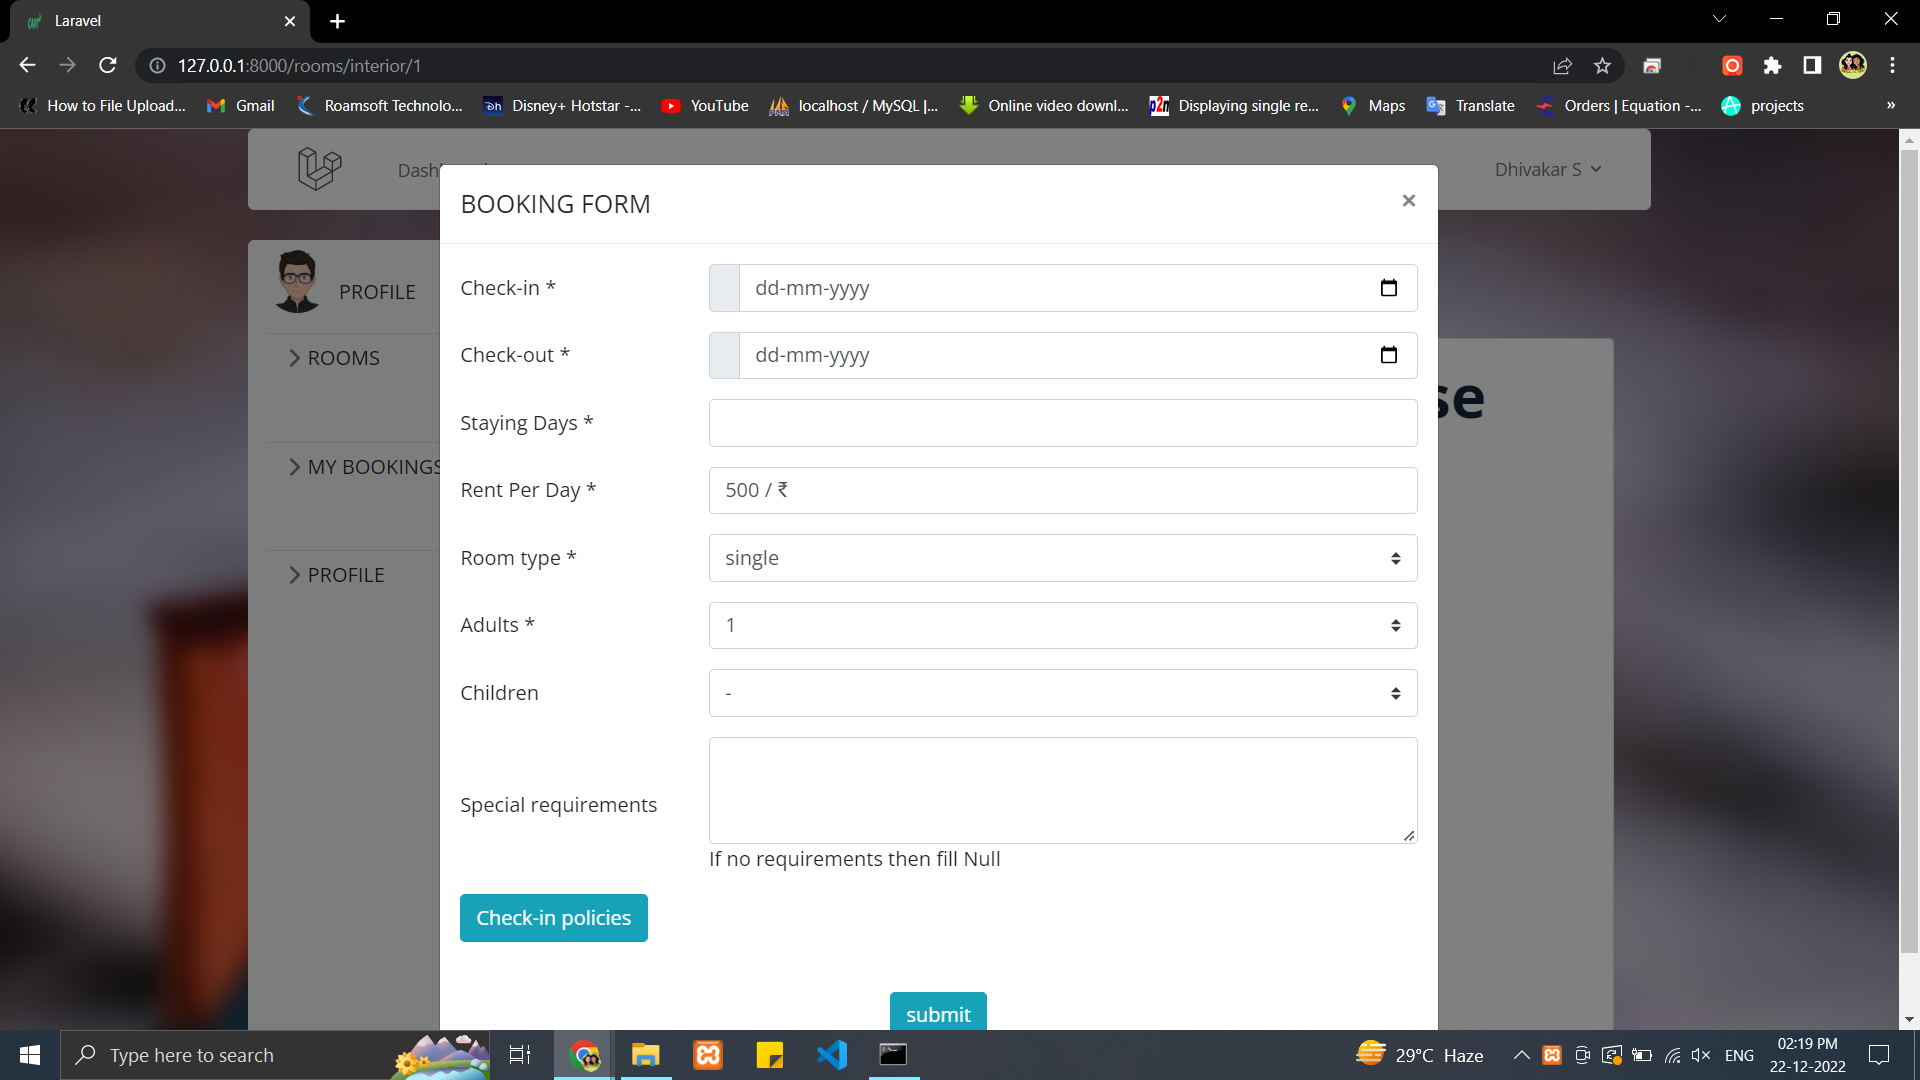 Laravel
127.0.0.1:8000/rooms/interior/1
How to File Upload... Gmail Roamsoft Technolo... Disney+ Hotstar -... YouTube localhost / MySQL |... Online video downl... Displaying single re... Maps Translate Orders | Equation -... projects »
Dhivakar S
BOOKING FORM ×
PROFILE
ROOMS
MY BOOKINGS
PROFILE
se
Check-in * dd-mm-yyyy
Check-out * dd-mm-yyyy
Staying Days *
Rent Per Day * 500 / ₹
Room type * single
Adults * 1
Children -
Special requirements
If no requirements then fill Null
Check-in policies
submit
Type here to search
29°C Haze
ENG
02:19 PM
22-12-2022